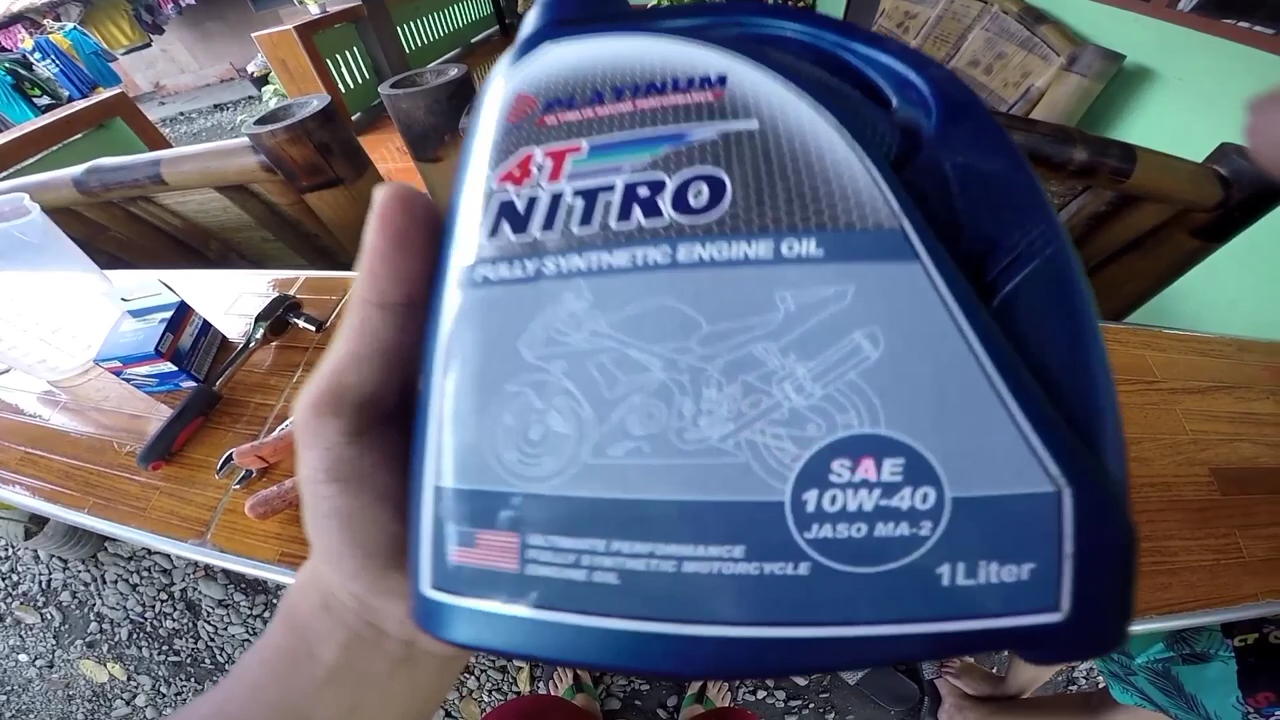 PLATINUM
4T
NITRO
FULLY SYNTHETIC ENGINE OIL
SAE
10W-40
JASO MA-2
ULTIMATE PERFORMANCE
FULLY SYNTHETIC MOTORCYCLE
ENGINE OIL
1Liter